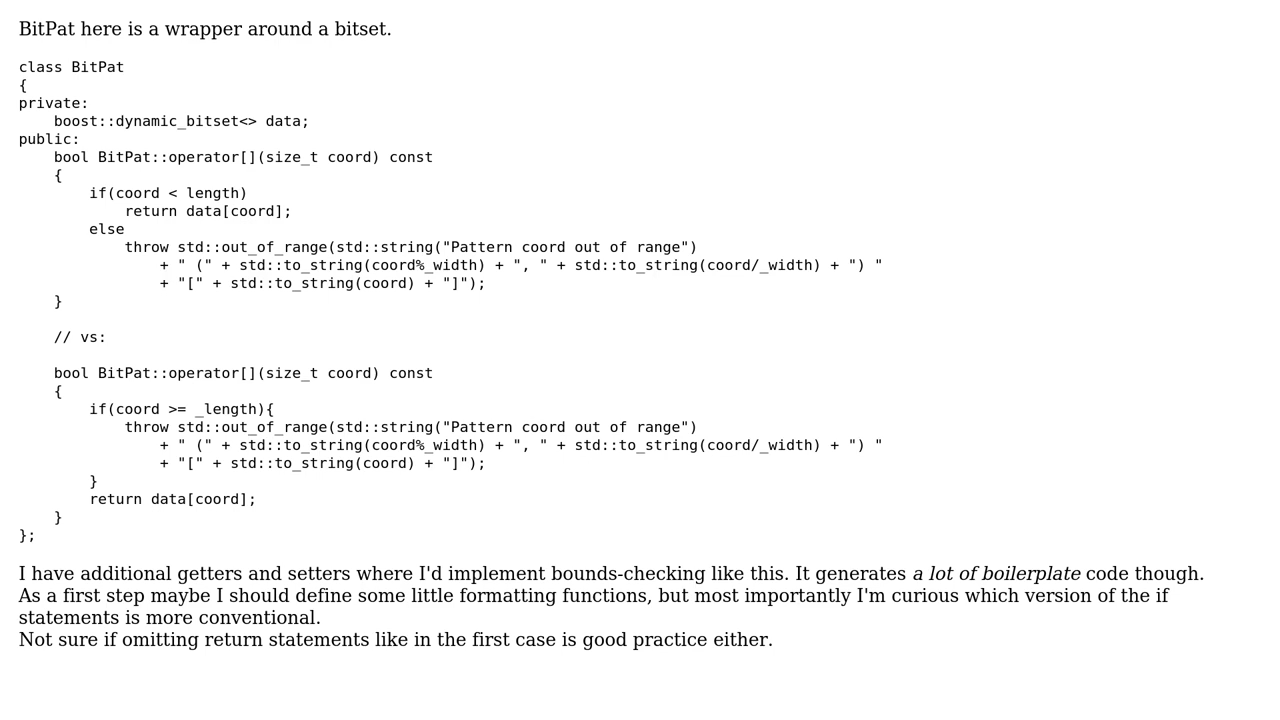 BitPat here is a wrapper around a bitset.
class BitPat
{
private:
    boost::dynamic_bitset<> data;
public:
    bool BitPat::operator[](size_t coord) const
    {
        if(coord < length)
            return data[coord];
        else
            throw std::out_of_range(std::string("Pattern coord out of range")
                + " (" + std::to_string(coord%_width) + ", " + std::to_string(coord/_width) + ") "
                + "[" + std::to_string(coord) + "]");
    }
    // vs:
    bool BitPat::operator[](size_t coord) const
    {
        if(coord >= _length){
            throw std::out_of_range(std::string("Pattern coord out of range")
                + " (" + std::to_string(coord%_width) + ", " + std::to_string(coord/_width) + ") "
                + "[" + std::to_string(coord) + "]");
        }
        return data[coord];
    }
};
I have additional getters and setters where I'd implement bounds-checking like this. It generates a lot of boilerplate code though.
As a first step maybe I should define some little formatting functions, but most importantly I'm curious which version of the if
statements is more conventional.
Not sure if omitting return statements like in the first case is good practice either.